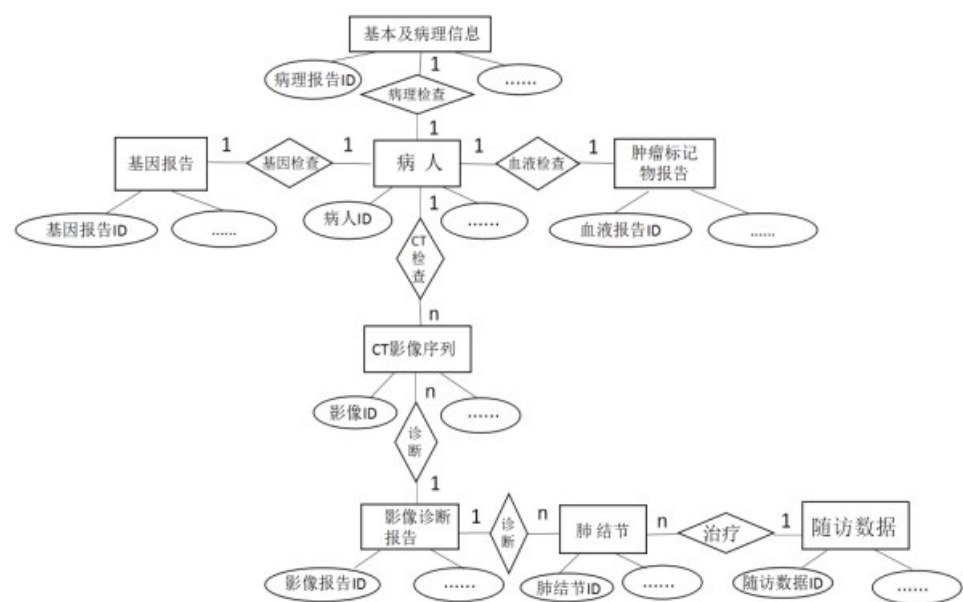 基本及病理信息
病理报告ID
1
......
病理检查
1
基因报告
1
基因检查
1
病 人
1
血液检查
1
肿瘤标记
物报告
基因报告ID
......
病人ID
1
......
血液报告ID
......
CT
检
查
n
CT影像序列
影像ID
n
......
诊
断
1
影像诊断
报告
1
诊
断
n
肺结节
n
治疗
1
随访数据
影像报告ID
......
肺结节ID
......
随访数据ID
......